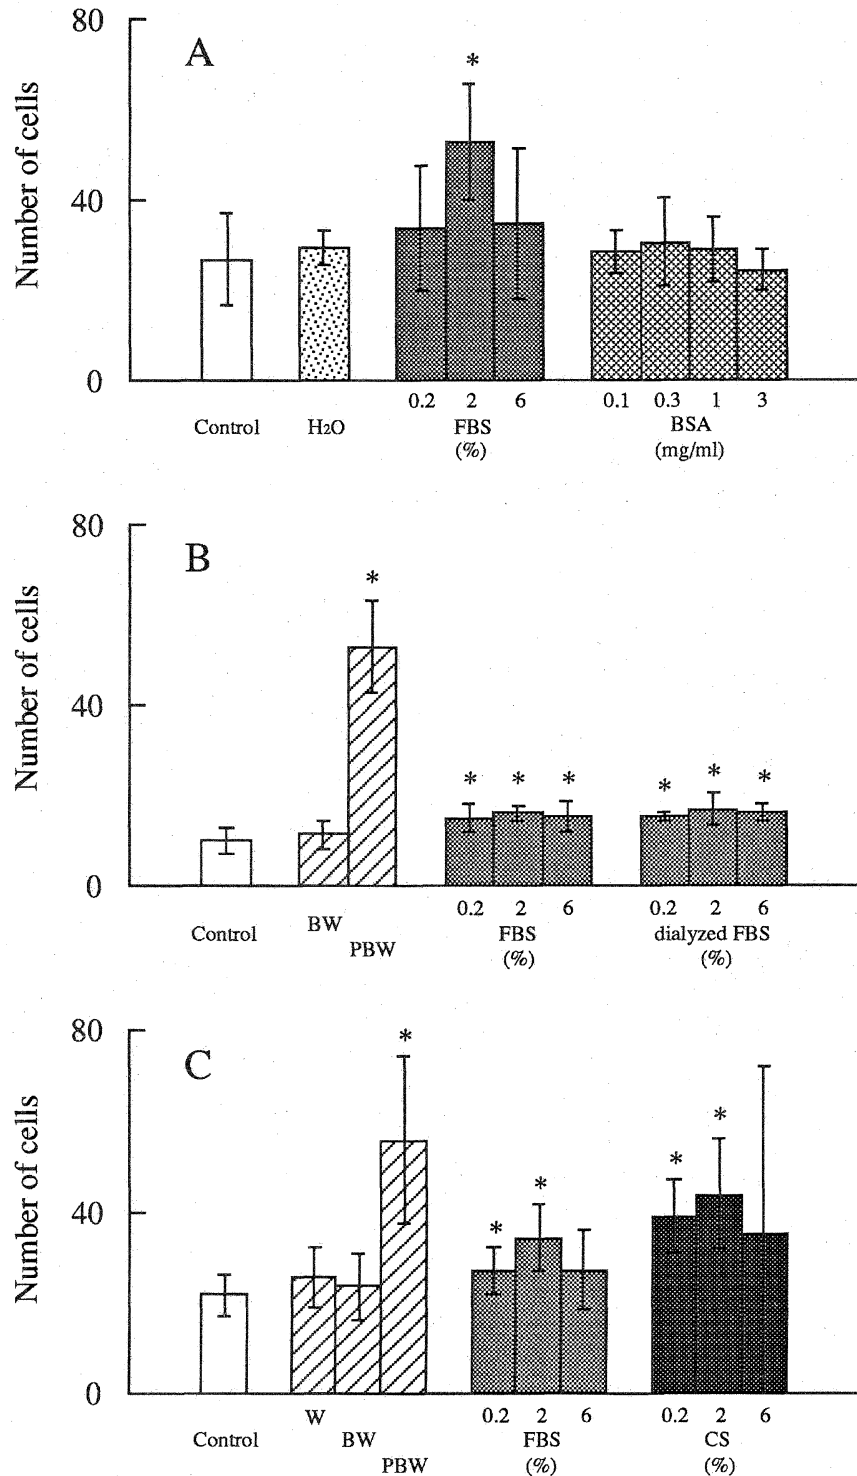 80
A
*
Number of cells
40
0
0.2 2 6 0.1 0.3 1 3
Control H2O FBS BSA
(%) (mg/ml)
80
B
*
Number of cells
40
* * * * * *
0
0.2 2 6 0.2 2 6
Control BW FBS dialyzed FBS
PBW (%) (%)
80
C
*
Number of cells
* * * *
40
0
W 0.2 2 6 0.2 2 6
Control BW FBS CS
PBW (%) (%)